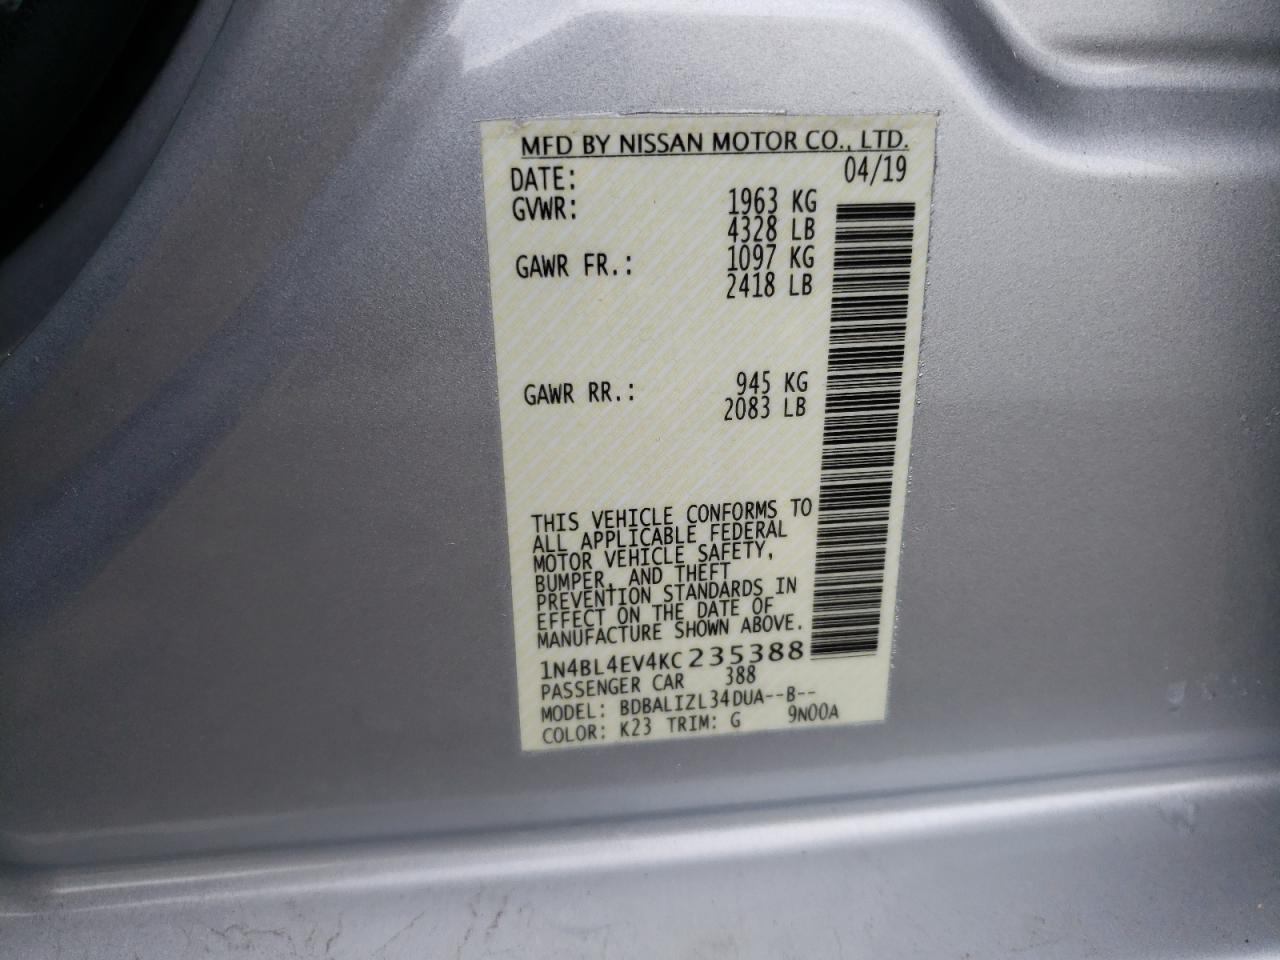 MFD BY NISSAN MOTOR CO., LTD.
DATE: 04/19
GVWR: 1963 KG
4328 LB
GAWR FR.: 1097 KG
2418 LB
GAWR RR.: 945 KG
2083 LB
THIS VEHICLE CONFORMS TO
ALL APPLICABLE FEDERAL
MOTOR VEHICLE SAFETY,
BUMPER, AND THEFT
PREVENTION STANDARDS IN
EFFECT ON THE DATE OF
MANUFACTURE SHOWN ABOVE.
1N4BL4EV4KC235388
PASSENGER CAR 388
MODEL: BDBALIZL34DUA--B--
COLOR: K23 TRIM: G 9N00A